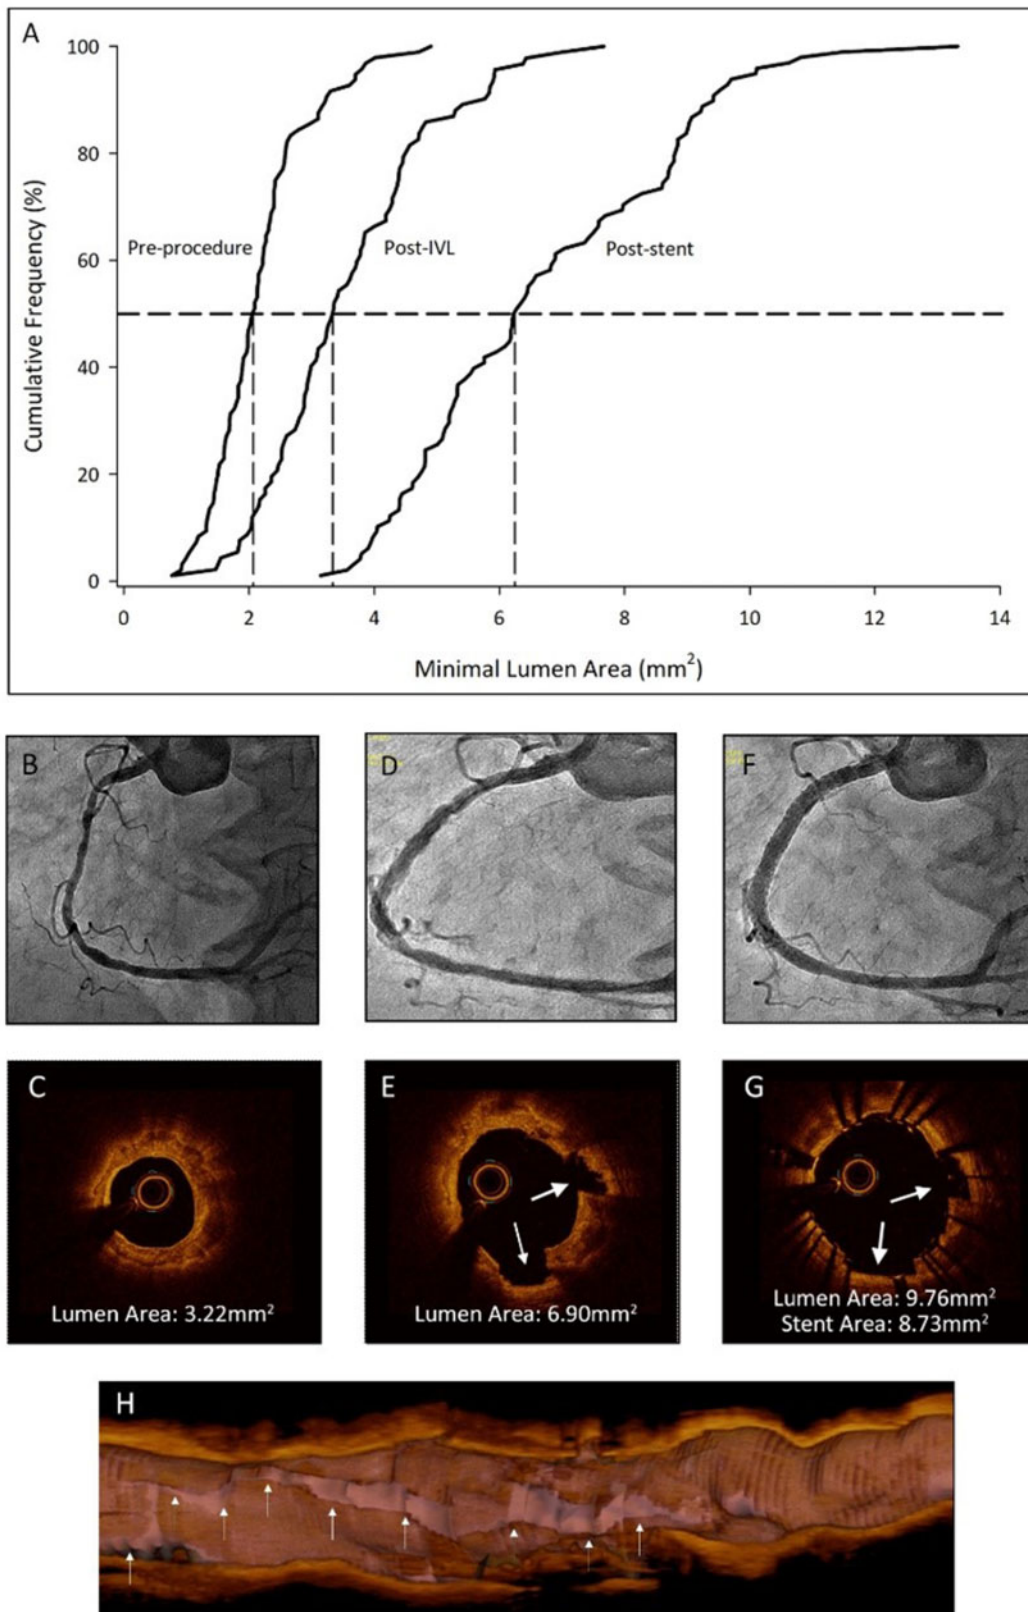 A
100
80
60
40
20
0
Cumulative Frequency (%)
Pre-procedure
Post-IVL
Post-stent
0 2 4 6 8 10 12 14
Minimal Lumen Area (mm²)
B
D
F
C
Lumen Area: 3.22mm²
E
Lumen Area: 6.90mm²
G
Lumen Area: 9.76mm²
Stent Area: 8.73mm²
H